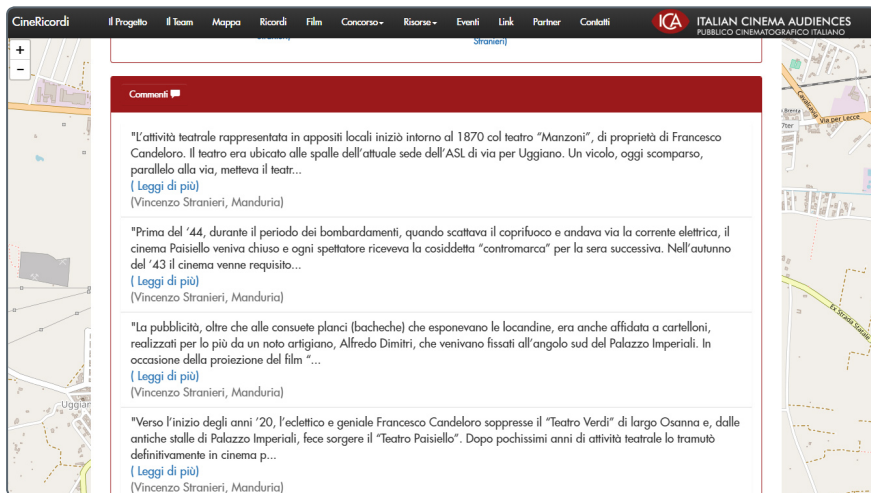 CineRicordi Il Progetto Il Team Mappa Ricordi Film Concorso Risorse Eventi Link Partner Contatti
ICA ITALIAN CINEMA AUDIENCES
PUBBLICO CINEMATOGRAFICO ITALIANO
Stranieri)
+
−
Commenti
"L'attività teatrale rappresentata in appositi locali iniziò intorno al 1870 col teatro "Manzoni", di proprietà di Francesco
Candeloro. Il teatro era ubicato alle spalle dell'attuale sede dell'ASL di via per Uggiano. Un vicolo, oggi scomparso,
parallelo alla via, metteva il teatr...
( Leggi di più)
(Vincenzo Stranieri, Manduria)
"Prima del '44, durante il periodo dei bombardamenti, quando scattava il coprifuoco e andava via la corrente elettrica, il
cinema Paisiello veniva chiuso e ogni spettatore riceveva la cosiddetta "contromarca" per la sera successiva. Nell'autunno
del '43 il cinema venne requisito...
( Leggi di più)
(Vincenzo Stranieri, Manduria)
"La pubblicità, oltre che alle consuete planci (bacheche) che esponevano le locandine, era anche affidata a cartelloni,
realizzati per lo più da un noto artigiano, Alfredo Dimitri, che venivano fissati all'angolo sud del Palazzo Imperiali. In
occasione della proiezione del film "...
( Leggi di più)
(Vincenzo Stranieri, Manduria)
"Verso l'inizio degli anni '20, l'eclettico e geniale Francesco Candeloro soppresse il "Teatro Verdi" di largo Osanna e, dalle
antiche stalle di Palazzo Imperiali, fece sorgere il "Teatro Paisiello". Dopo pochissimi anni di attività teatrale lo tramutò
definitivamente in cinema p...
( Leggi di più)
(Vincenzo Stranieri, Manduria)
Uggian
Via per Lecce
Brenta
7ter
Ex Strada Statale